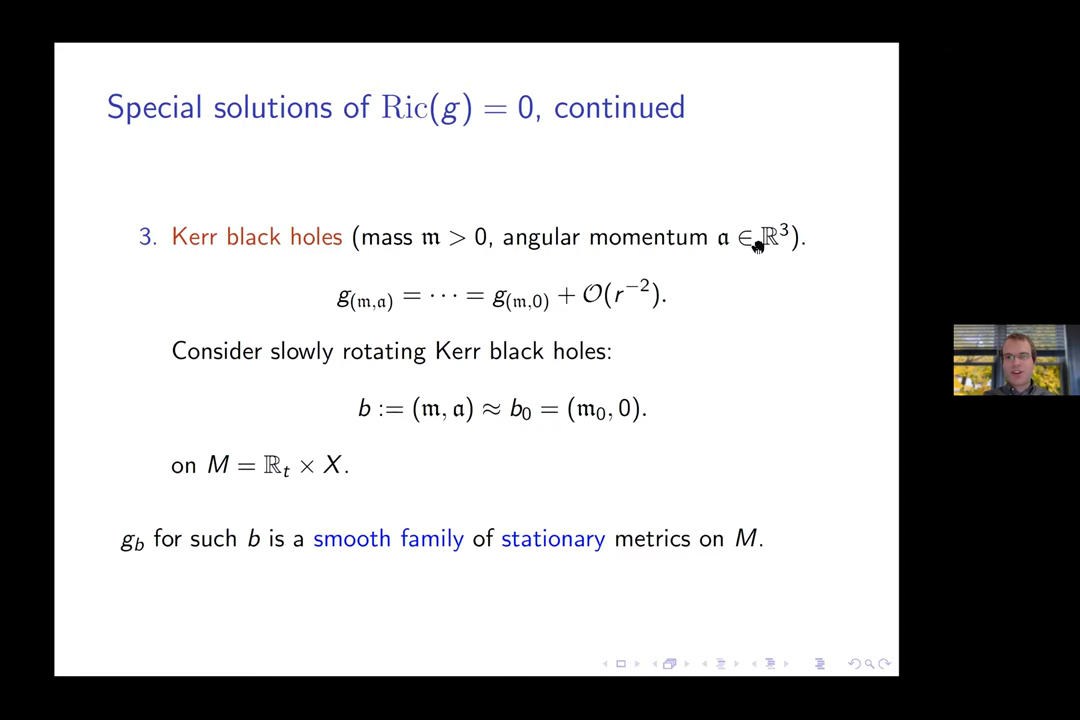 Special solutions of Ric(g) = 0, continued
3. Kerr black holes (mass 𝔪 > 0, angular momentum 𝔞 ∈ ℝ³).
g₍𝔪,𝔞₎ = ⋯ = g₍𝔪,0₎ + 𝒪(r⁻²).
Consider slowly rotating Kerr black holes:
b := (𝔪, 𝔞) ≈ b₀ = (𝔪₀, 0).
on M = ℝₜ × X.
g_b for such b is a smooth family of stationary metrics on M.